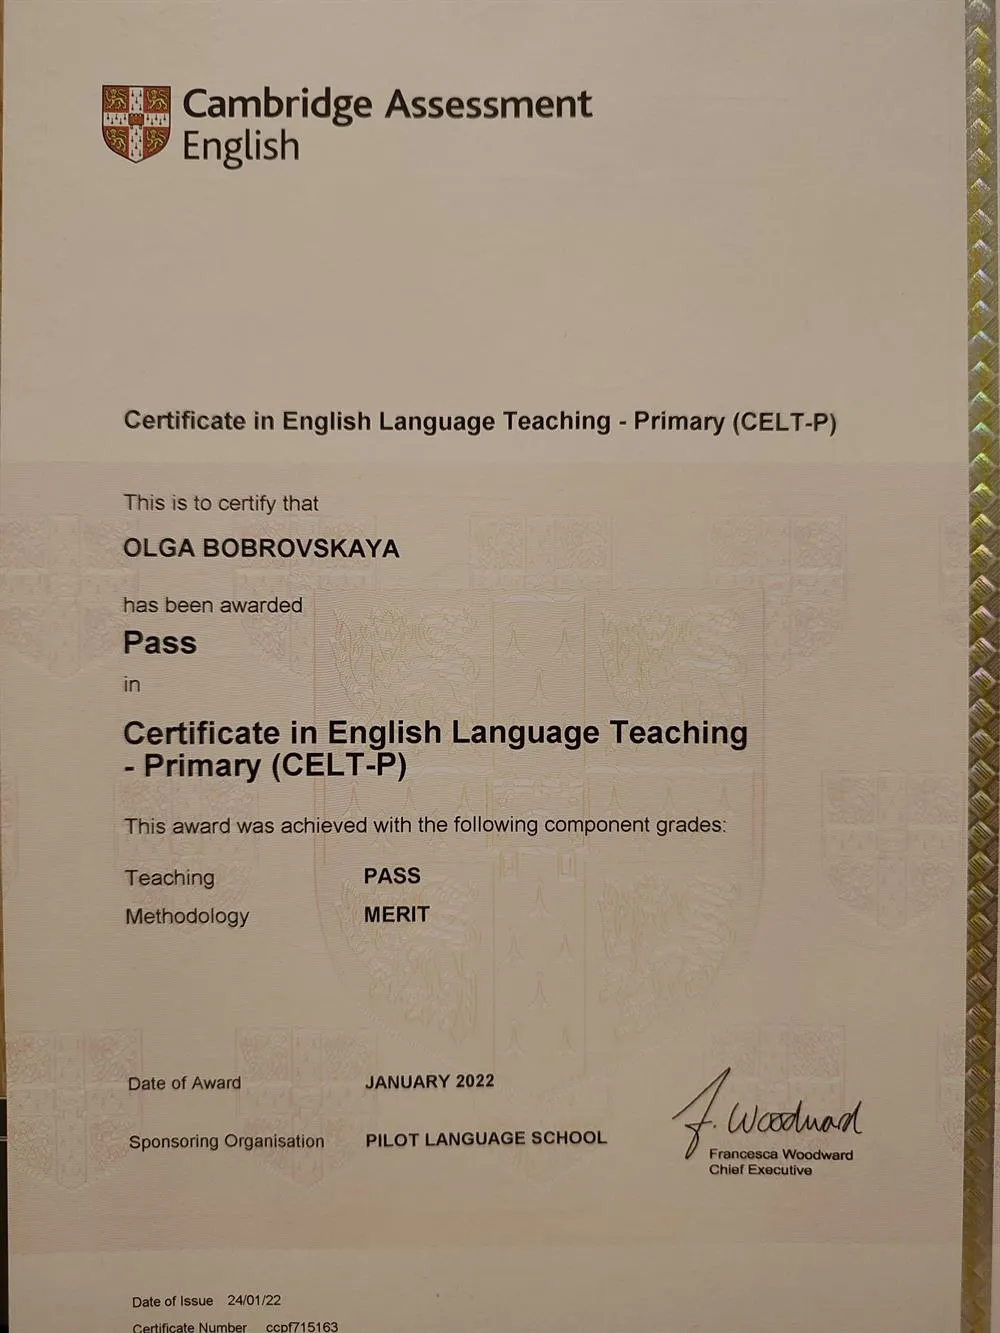 Cambridge Assessment
English
Certificate in English Language Teaching - Primary (CELT-P)
This is to certify that
OLGA BOBROVSKAYA
has been awarded
Pass
in
Certificate in English Language Teaching
- Primary (CELT-P)
This award was achieved with the following component grades:
Teaching PASS
Methodology MERIT
Date of Award JANUARY 2022
Sponsoring Organisation PILOT LANGUAGE SCHOOL
F. Woodward
Francesca Woodward
Chief Executive
Date of Issue 24/01/22
Certificate Number ccpf715163